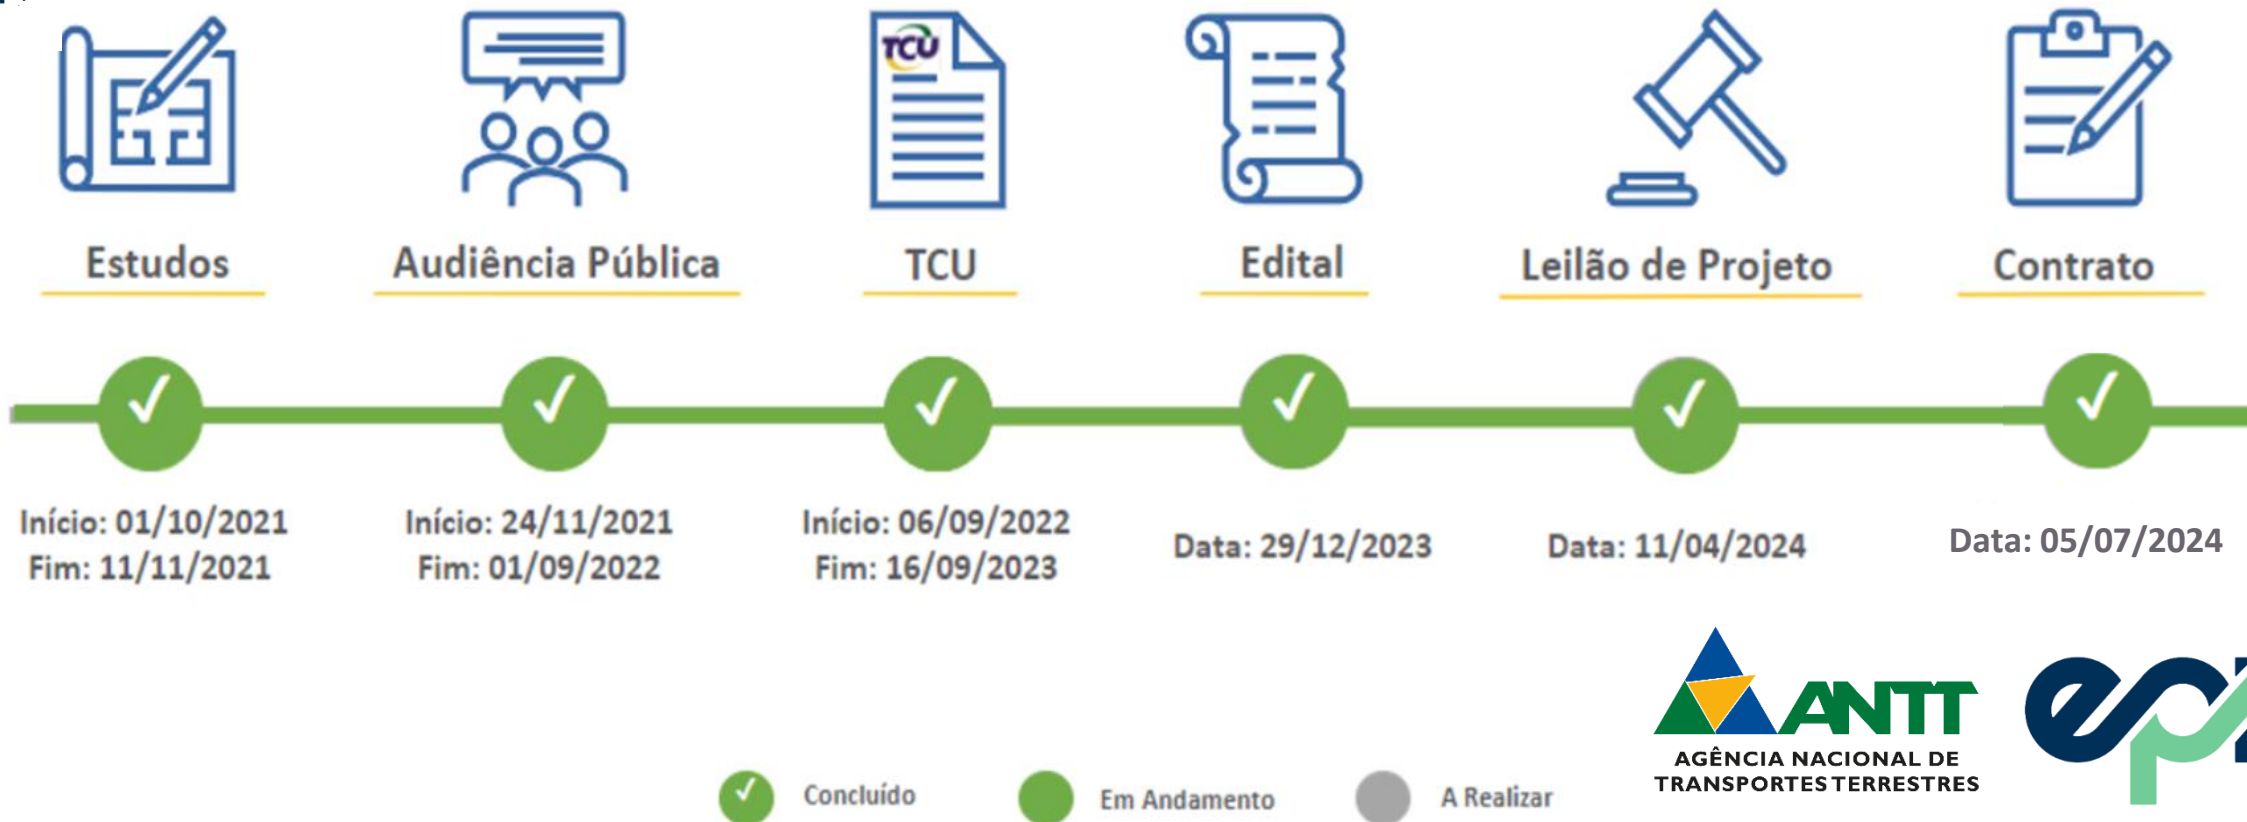 TCU
Estudos
Audiência Pública
TCU
Edital
Leilão de Projeto
Contrato
Início: 01/10/2021
Fim: 11/11/2021
Início: 24/11/2021
Fim: 01/09/2022
Início: 06/09/2022
Fim: 16/09/2023
Data: 29/12/2023
Data: 11/04/2024
Data: 05/07/2024
ANTT
AGÊNCIA NACIONAL DE
TRANSPORTES TERRESTRES
Concluído
Em Andamento
A Realizar